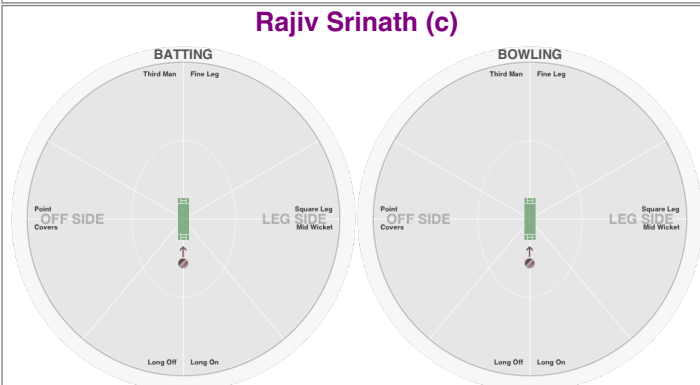 Rajiv Srinath (c)
BATTING
Third Man Fine Leg
Point
OFF SIDE
Covers
Square Leg
LEG SIDE
Mid Wicket
Long Off Long On
BOWLING
Third Man Fine Leg
Point
OFF SIDE
Covers
Square Leg
LEG SIDE
Mid Wicket
Long Off Long On